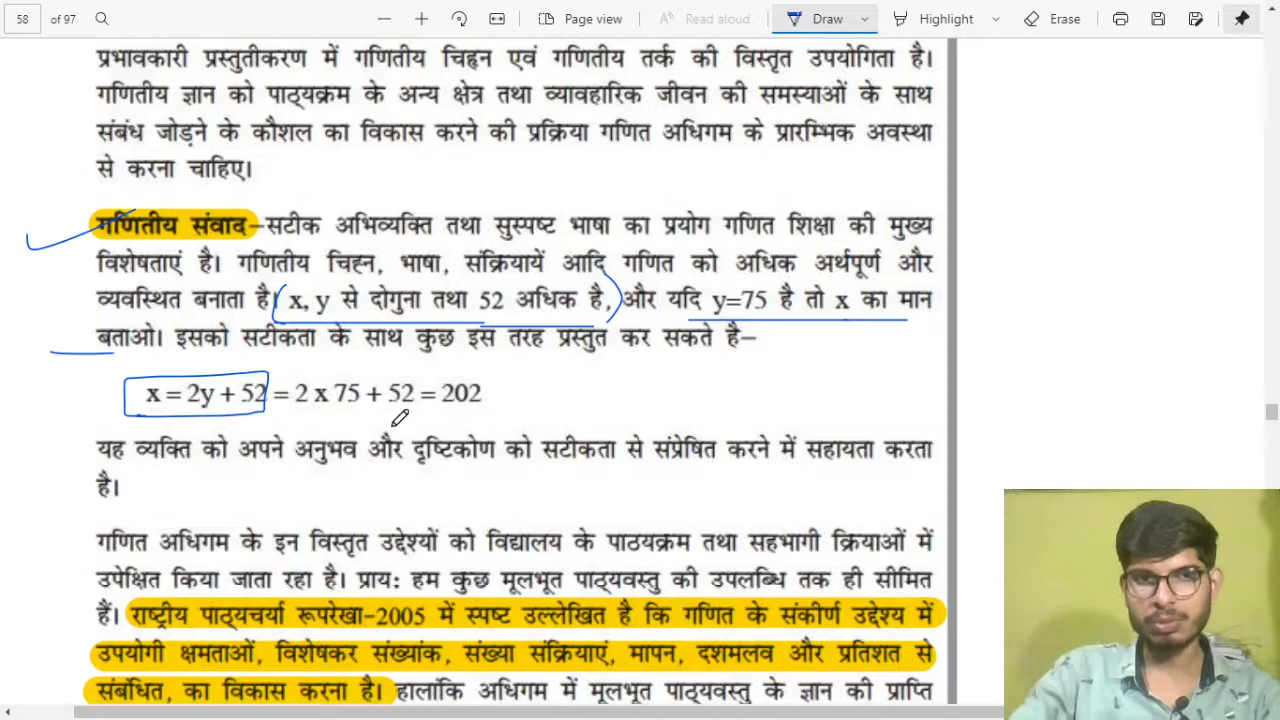 58 of 97 Page view Read aloud Draw Highlight Erase
प्रभावकारी प्रस्तुतीकरण में गणितीय चिह्न एवं गणितीय तर्क की विस्तृत उपयोगिता है।
गणितीय ज्ञान को पाठ्यक्रम के अन्य क्षेत्र तथा व्यावहारिक जीवन की समस्याओं के साथ
संबंध जोड़ने के कौशल का विकास करने की प्रक्रिया गणित अधिगम के प्रारम्भिक अवस्था
से करना चाहिए।
गणितीय संवाद–सटीक अभिव्यक्ति तथा सुस्पष्ट भाषा का प्रयोग गणित शिक्षा की मुख्य
विशेषताएं है। गणितीय चिह्न, भाषा, संक्रियायें आदि गणित को अधिक अर्थपूर्ण और
व्यवस्थित बनाता है। x, y से दोगुना तथा 52 अधिक है, और यदि y=75 है तो x का मान
बताओ। इसको सटीकता के साथ कुछ इस तरह प्रस्तुत कर सकते है–
x = 2y + 52 = 2 x 75 + 52 = 202
यह व्यक्ति को अपने अनुभव और दृष्टिकोण को सटीकता से संप्रेषित करने में सहायता करता
है।
गणित अधिगम के इन विस्तृत उद्देश्यों को विद्यालय के पाठयक्रम तथा सहभागी क्रियाओं में
उपेक्षित किया जाता रहा है। प्राय: हम कुछ मूलभूत पाठ्यवस्तु की उपलब्धि तक ही सीमित
हैं। राष्ट्रीय पाठ्यचर्या रूपरेखा-2005 में स्पष्ट उल्लेखित है कि गणित के संकीर्ण उद्देश्य में
उपयोगी क्षमताओं, विशेषकर संख्यांक, संख्या संक्रियाएं, मापन, दशमलव और प्रतिशत से
संबंधित, का विकास करना है। हालांकि अधिगम में मूलभूत पाठ्यवस्तु के ज्ञान की प्राप्ति